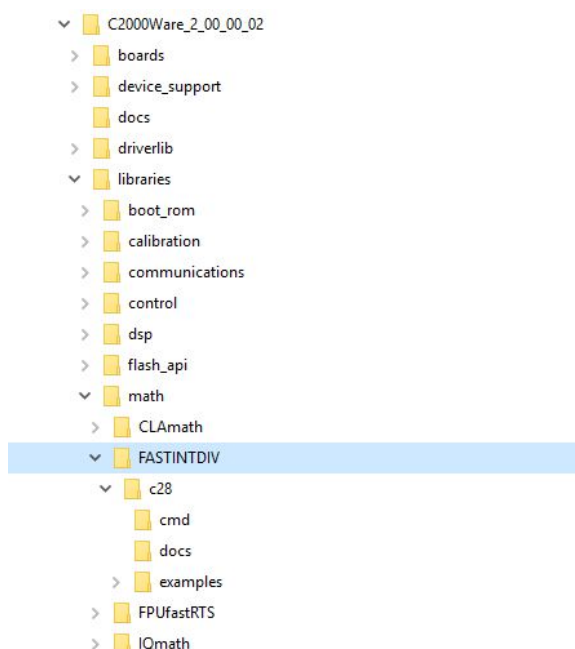 C2000Ware_2_00_00_02
boards
device_support
docs
driverlib
libraries
boot_rom
calibration
communications
control
dsp
flash_api
math
CLAmath
FASTINTDIV
c28
cmd
docs
examples
FPUfastRTS
IQmath